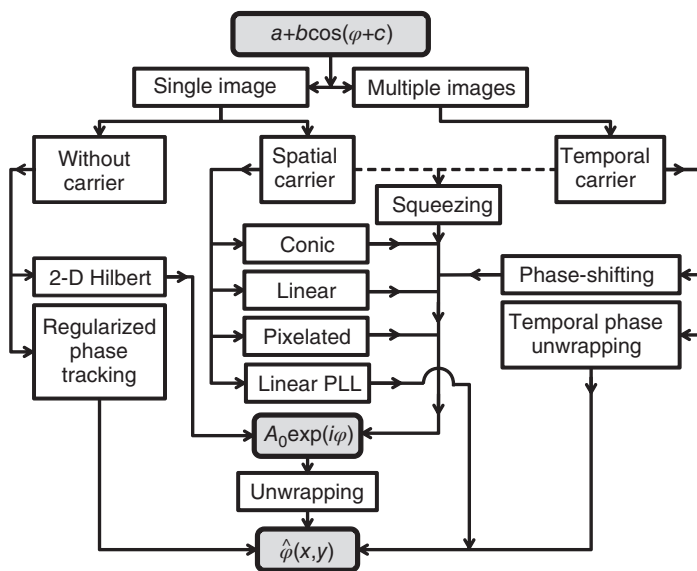 a+bcos(φ+c)
Single image
Multiple images
Without
carrier
Spatial
carrier
Temporal
carrier
Squeezing
Conic
2-D Hilbert
Phase-shifting
Linear
Regularized
phase
tracking
Pixelated
Temporal phase
unwrapping
Linear PLL
A₀exp(iφ)
Unwrapping
φ̂(x,y)